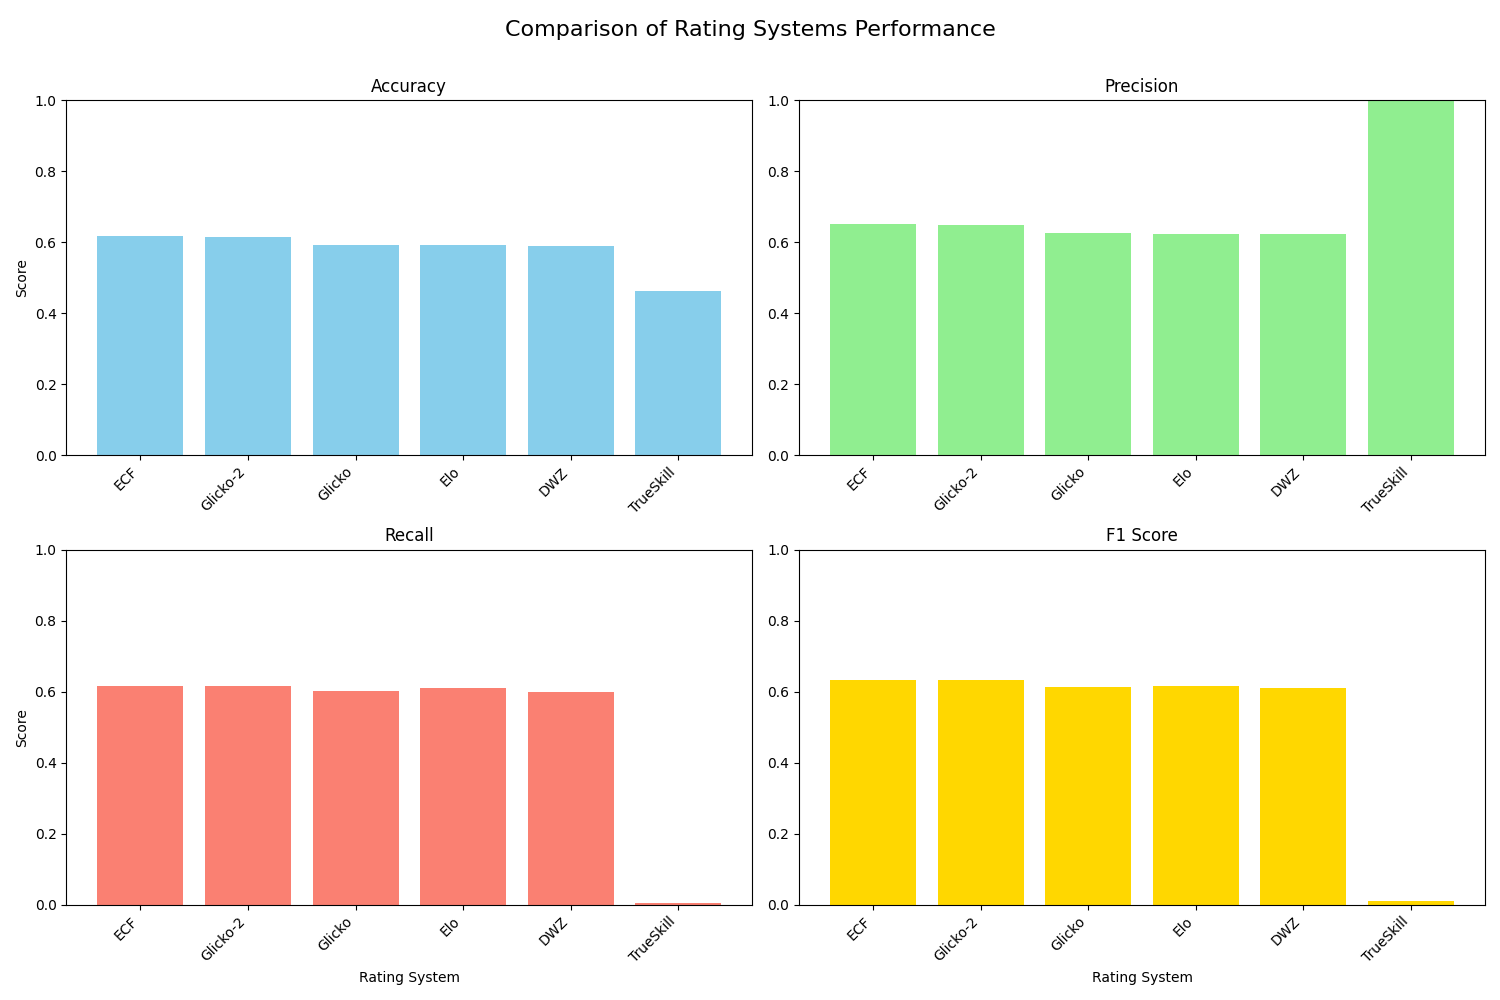 Comparison of Rating Systems Performance
Accuracy
1.0
0.8
0.6
0.4
0.2
0.0
Score
ECF
Glicko-2
Glicko
Elo
DWZ
TrueSkill
Precision
1.0
0.8
0.6
0.4
0.2
0.0
ECF
Glicko-2
Glicko
Elo
DWZ
TrueSkill
Recall
1.0
0.8
0.6
0.4
0.2
0.0
Score
ECF
Glicko-2
Glicko
Elo
DWZ
TrueSkill
Rating System
F1 Score
1.0
0.8
0.6
0.4
0.2
0.0
ECF
Glicko-2
Glicko
Elo
DWZ
TrueSkill
Rating System